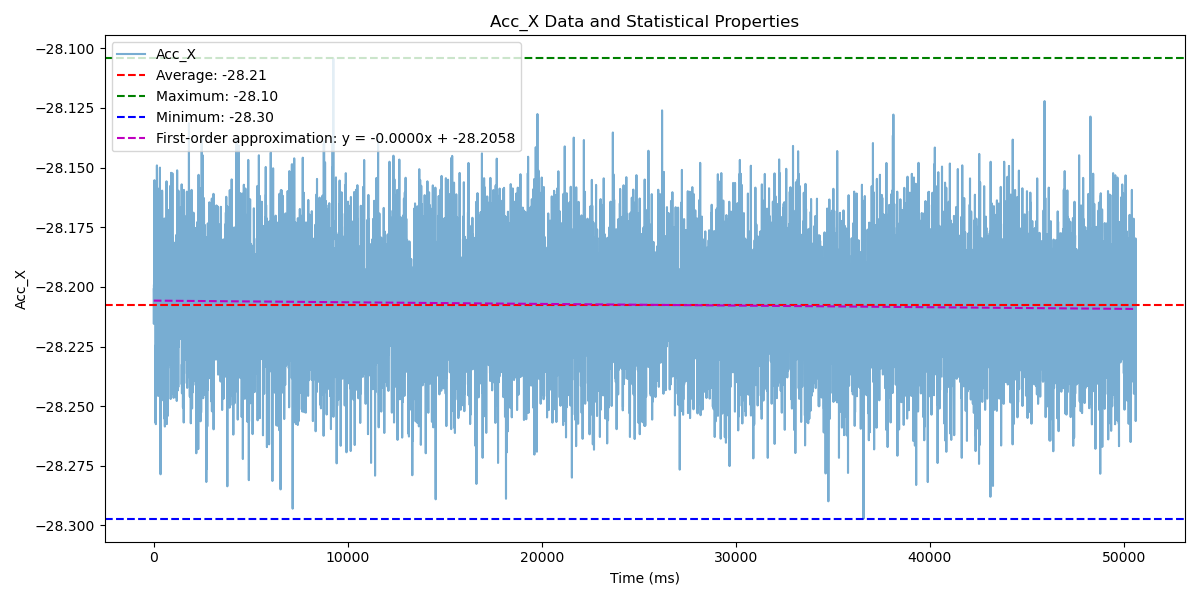 Acc_X Data and Statistical Properties
Acc_X
Average: -28.21
Maximum: -28.10
Minimum: -28.30
First-order approximation: y = -0.0000x + -28.2058
−28.100
−28.125
−28.150
−28.175
−28.200
−28.225
−28.250
−28.275
−28.300
Acc_X
0 10000 20000 30000 40000 50000
Time (ms)